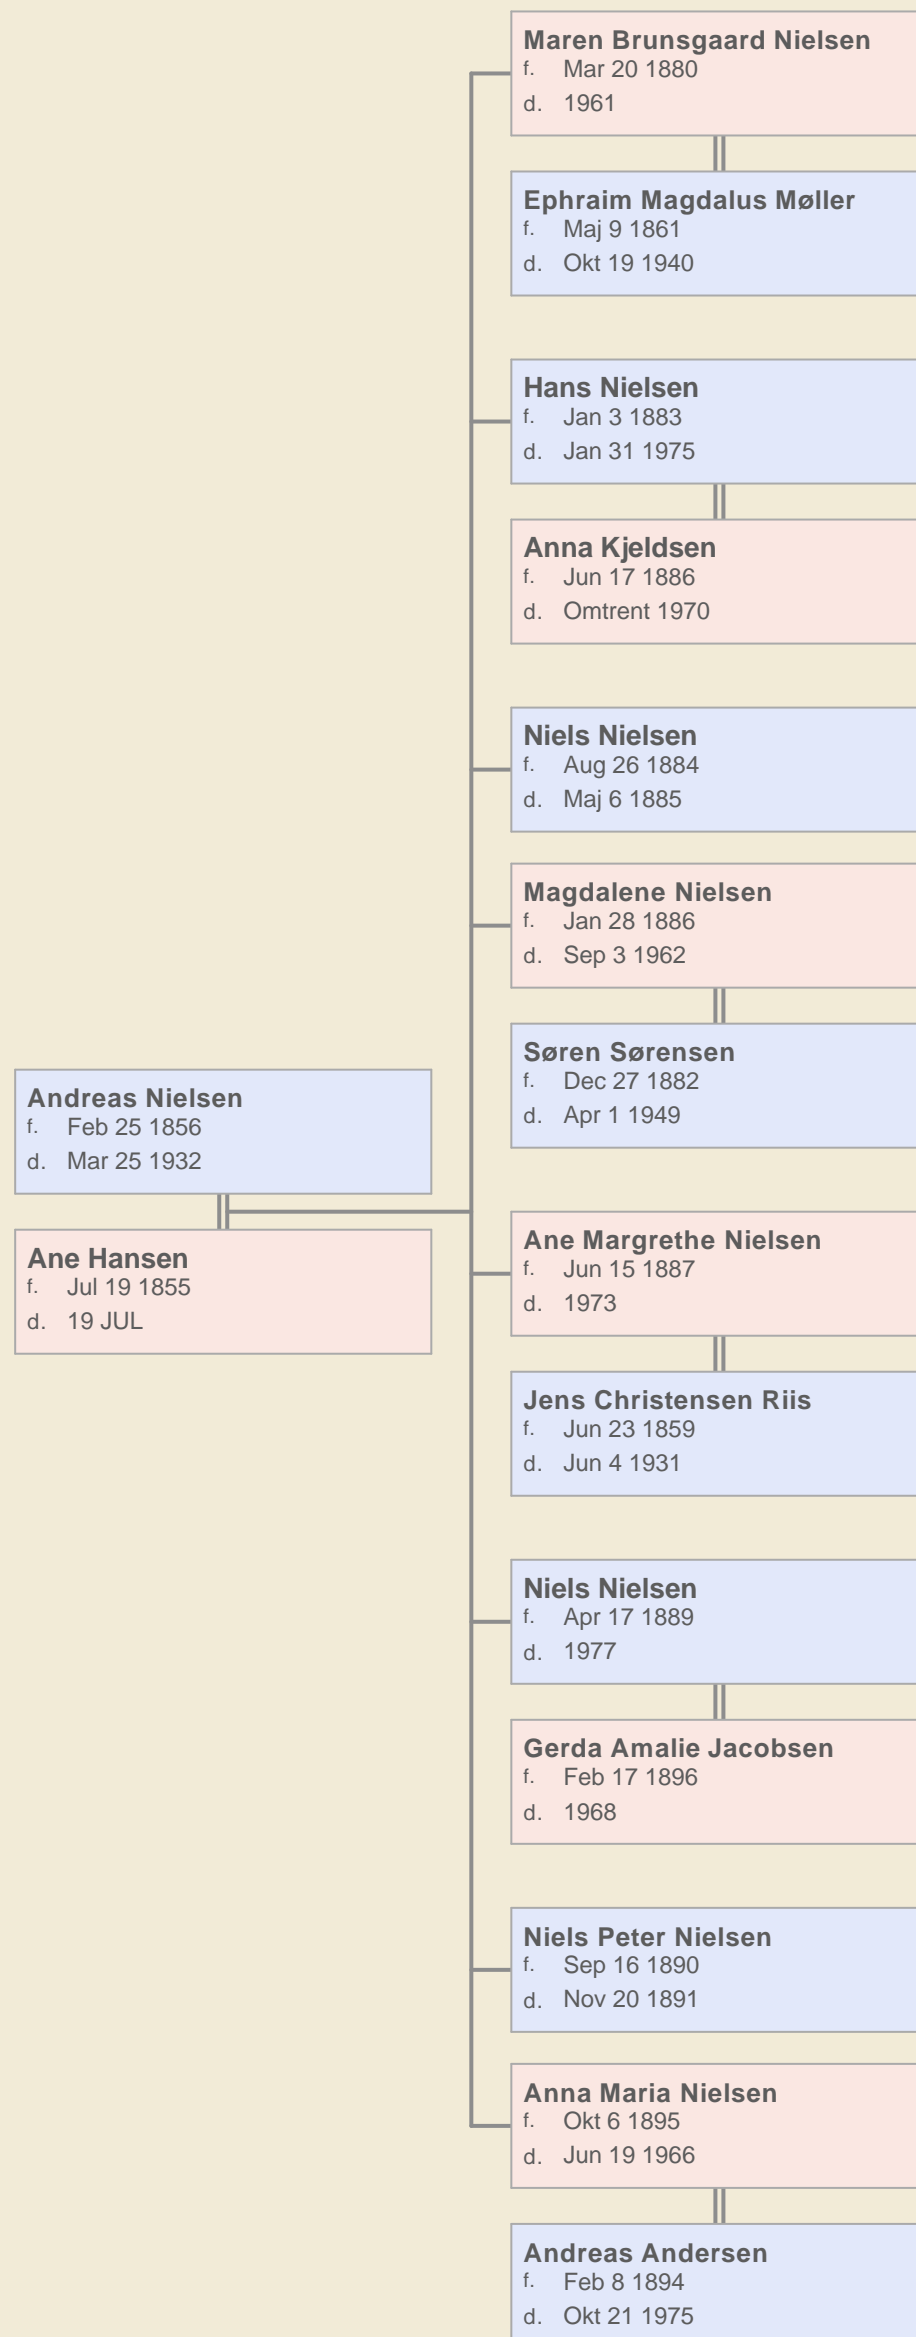 Maren Brunsgaard Nielsen
f. Mar 20 1880
d. 1961
Ephraim Magdalus Møller
f. Maj 9 1861
d. Okt 19 1940
Hans Nielsen
f. Jan 3 1883
d. Jan 31 1975
Anna Kjeldsen
f. Jun 17 1886
d. Omtrent 1970
Niels Nielsen
f. Aug 26 1884
d. Maj 6 1885
Magdalene Nielsen
f. Jan 28 1886
d. Sep 3 1962
Søren Sørensen
f. Dec 27 1882
d. Apr 1 1949
Andreas Nielsen
f. Feb 25 1856
d. Mar 25 1932
Ane Hansen
f. Jul 19 1855
d. 19 JUL
Ane Margrethe Nielsen
f. Jun 15 1887
d. 1973
Jens Christensen Riis
f. Jun 23 1859
d. Jun 4 1931
Niels Nielsen
f. Apr 17 1889
d. 1977
Gerda Amalie Jacobsen
f. Feb 17 1896
d. 1968
Niels Peter Nielsen
f. Sep 16 1890
d. Nov 20 1891
Anna Maria Nielsen
f. Okt 6 1895
d. Jun 19 1966
Andreas Andersen
f. Feb 8 1894
d. Okt 21 1975